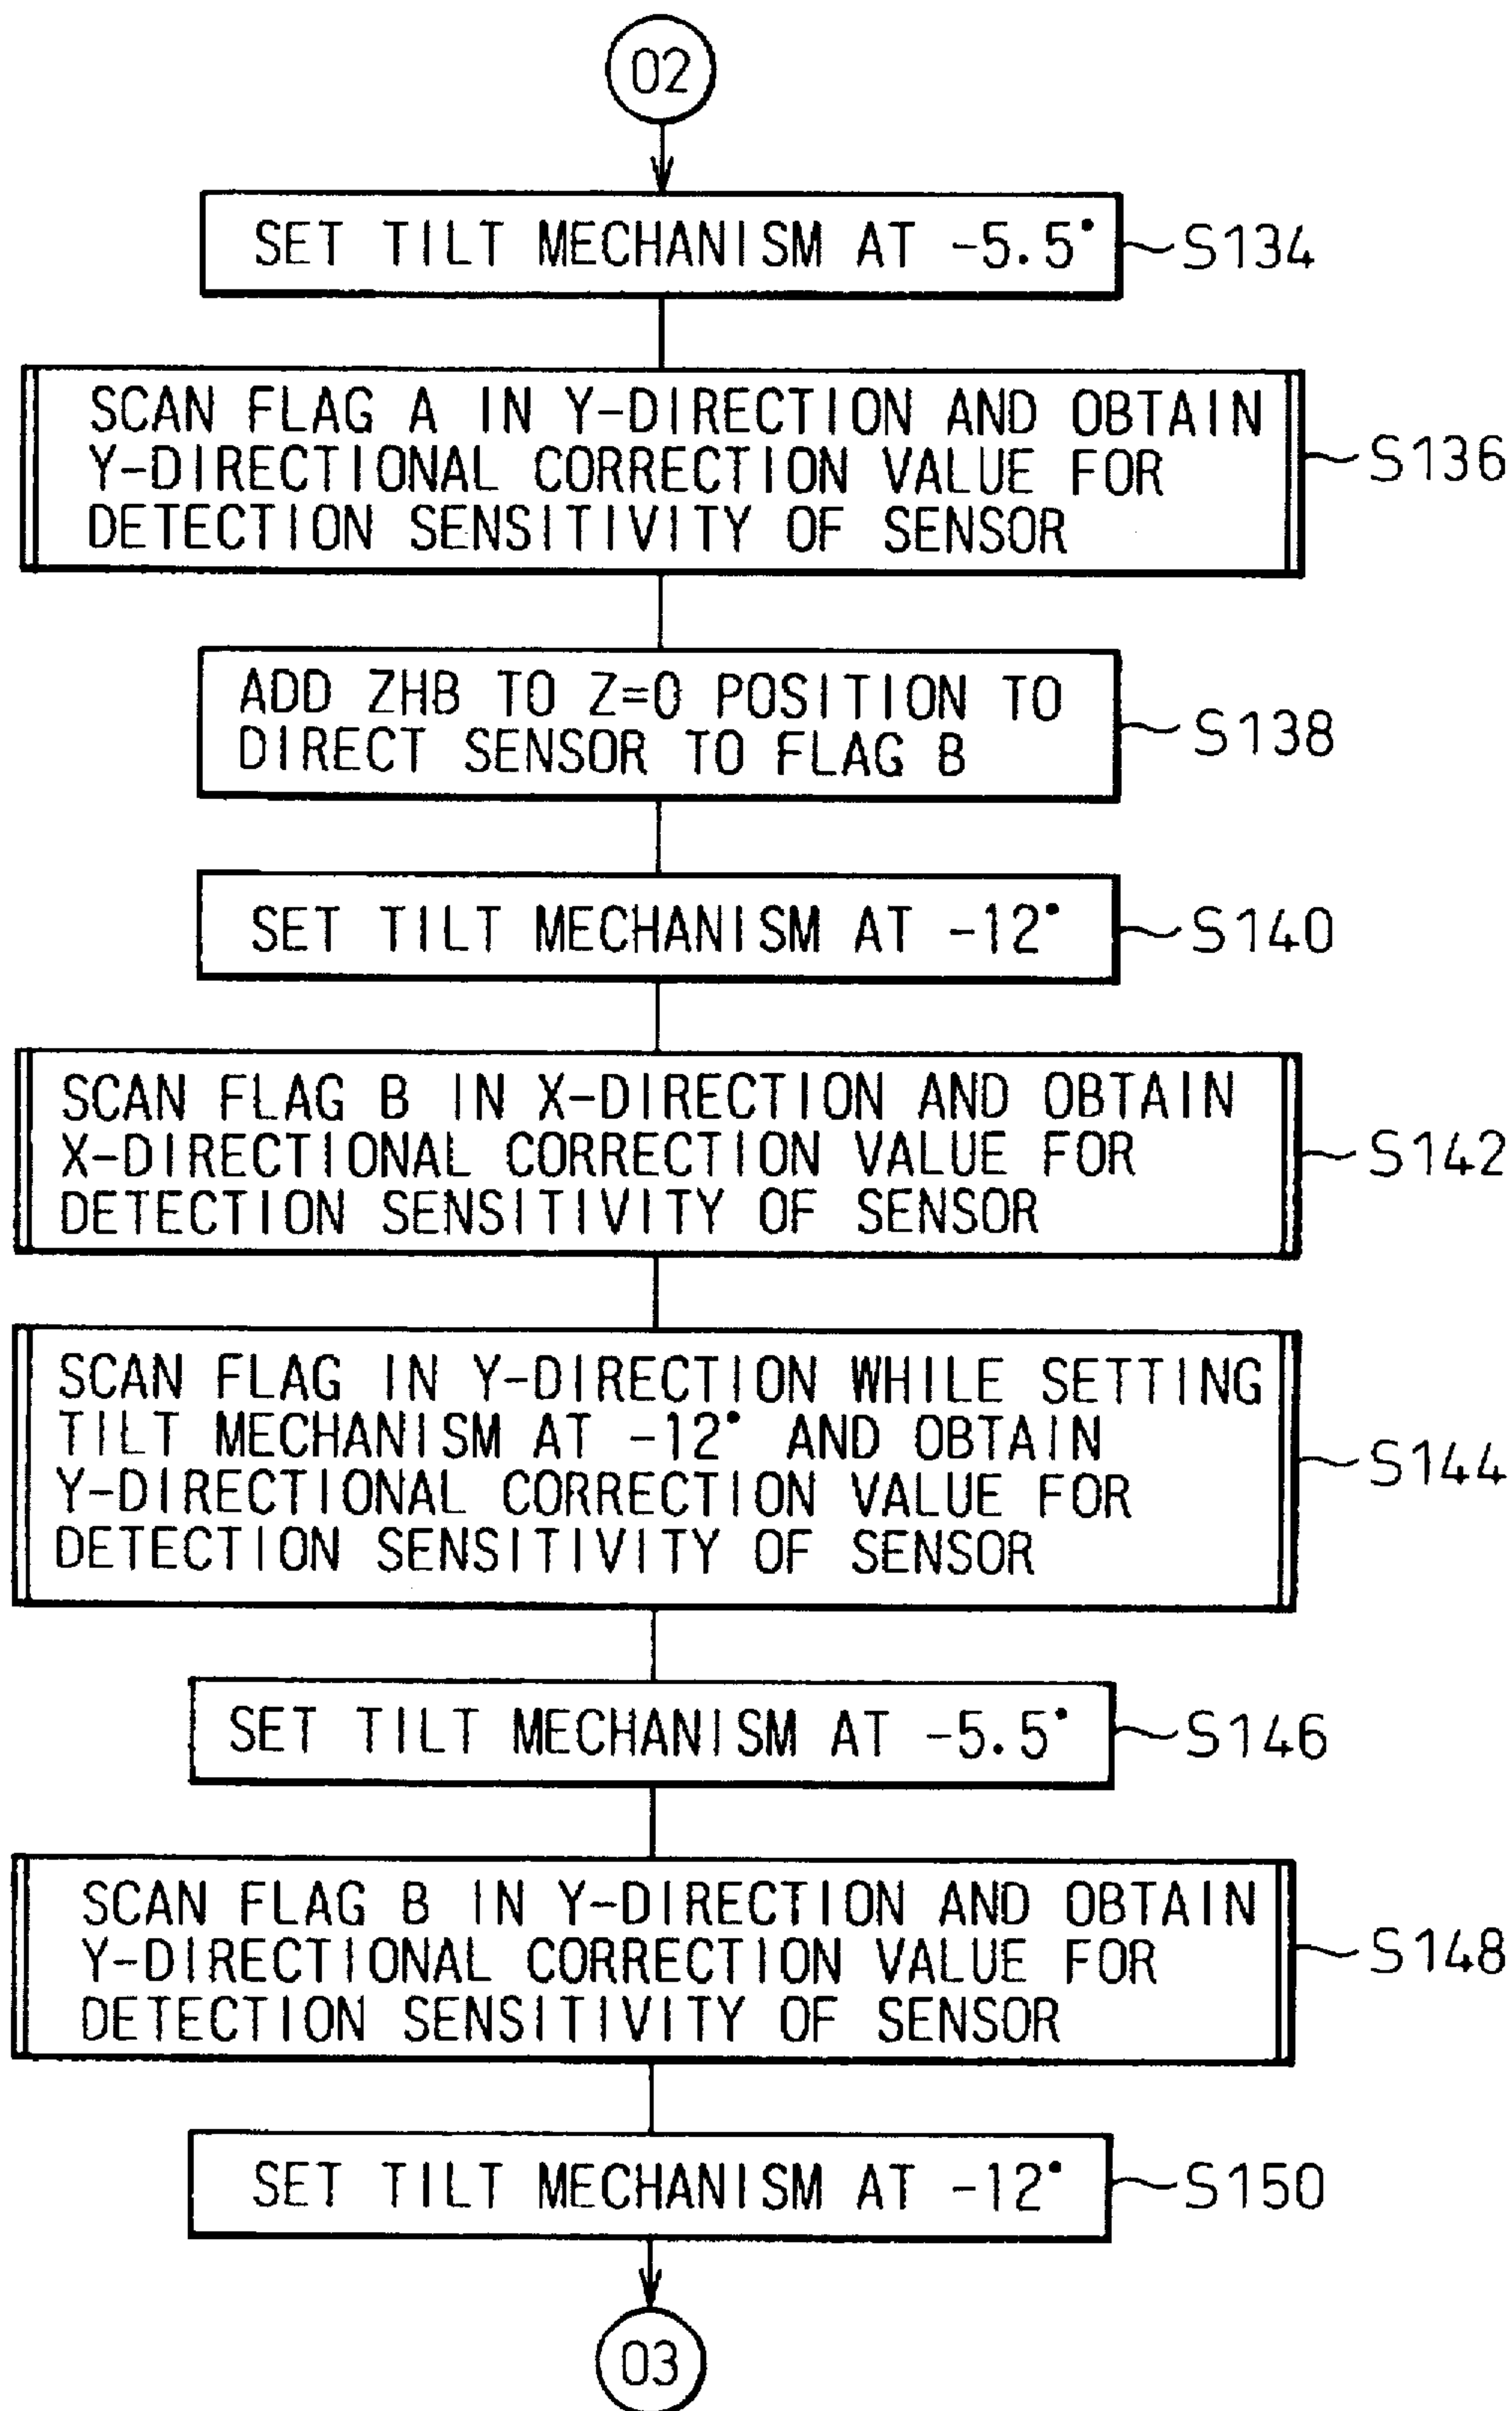 02
SET TILT MECHANISM AT -5.5°
S134
SCAN FLAG A IN Y-DIRECTION AND OBTAIN
Y-DIRECTIONAL CORRECTION VALUE FOR
DETECTION SENSITIVITY OF SENSOR
S136
ADD ZHB TO Z=0 POSITION TO
DIRECT SENSOR TO FLAG B
S138
SET TILT MECHANISM AT -12°
S140
SCAN FLAG B IN X-DIRECTION AND OBTAIN
X-DIRECTIONAL CORRECTION VALUE FOR
DETECTION SENSITIVITY OF SENSOR
S142
SCAN FLAG IN Y-DIRECTION WHILE SETTING
TILT MECHANISM AT -12° AND OBTAIN
Y-DIRECTIONAL CORRECTION VALUE FOR
DETECTION SENSITIVITY OF SENSOR
S144
SET TILT MECHANISM AT -5.5°
S146
SCAN FLAG B IN Y-DIRECTION AND OBTAIN
Y-DIRECTIONAL CORRECTION VALUE FOR
DETECTION SENSITIVITY OF SENSOR
S148
SET TILT MECHANISM AT -12°
S150
03